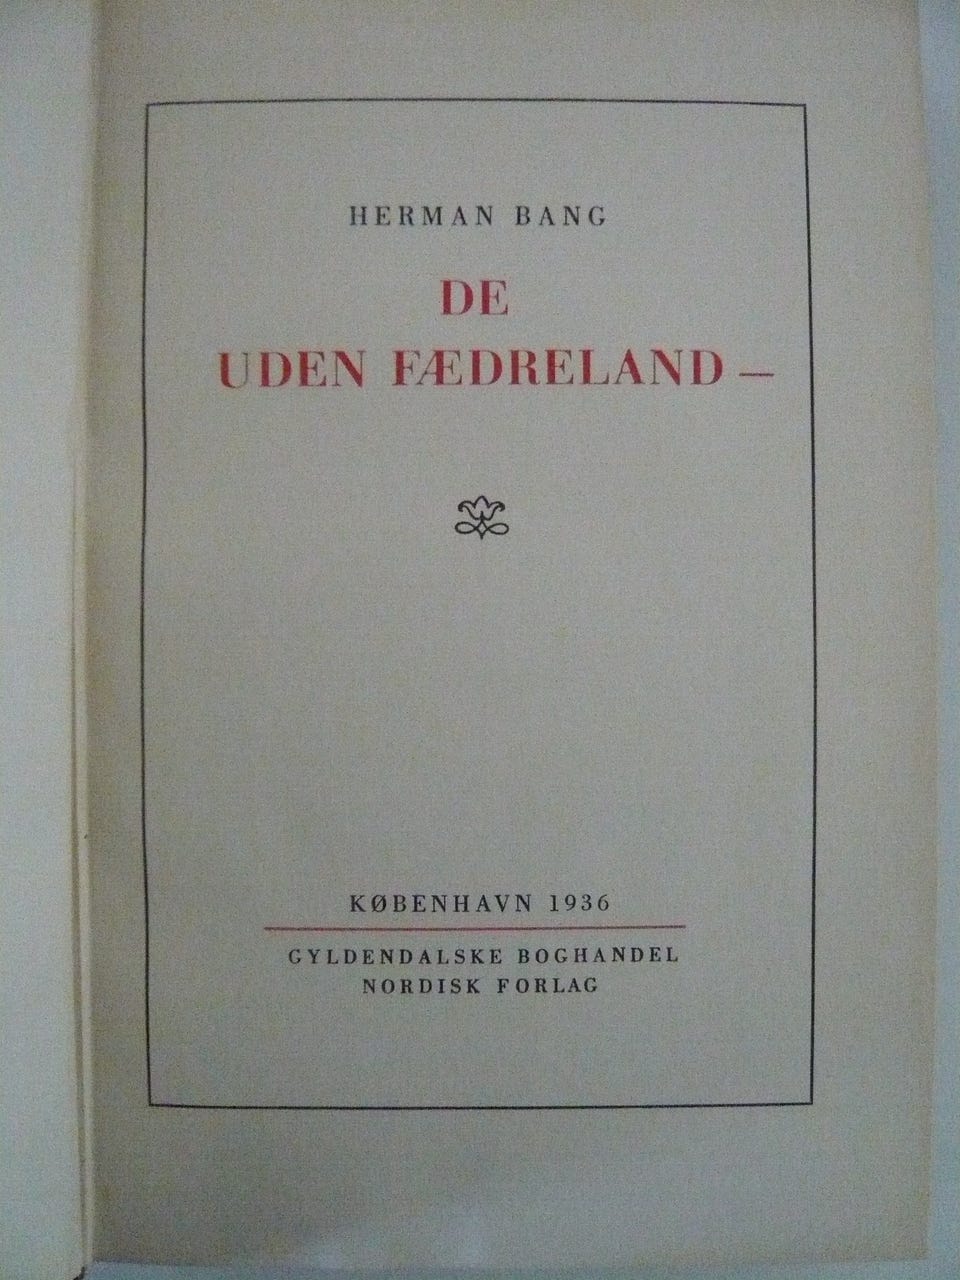 HERMAN BANG
DE
UDEN FÆDRELAND —
KØBENHAVN 1936
GYLDENDALSKE BOGHANDEL
NORDISK FORLAG